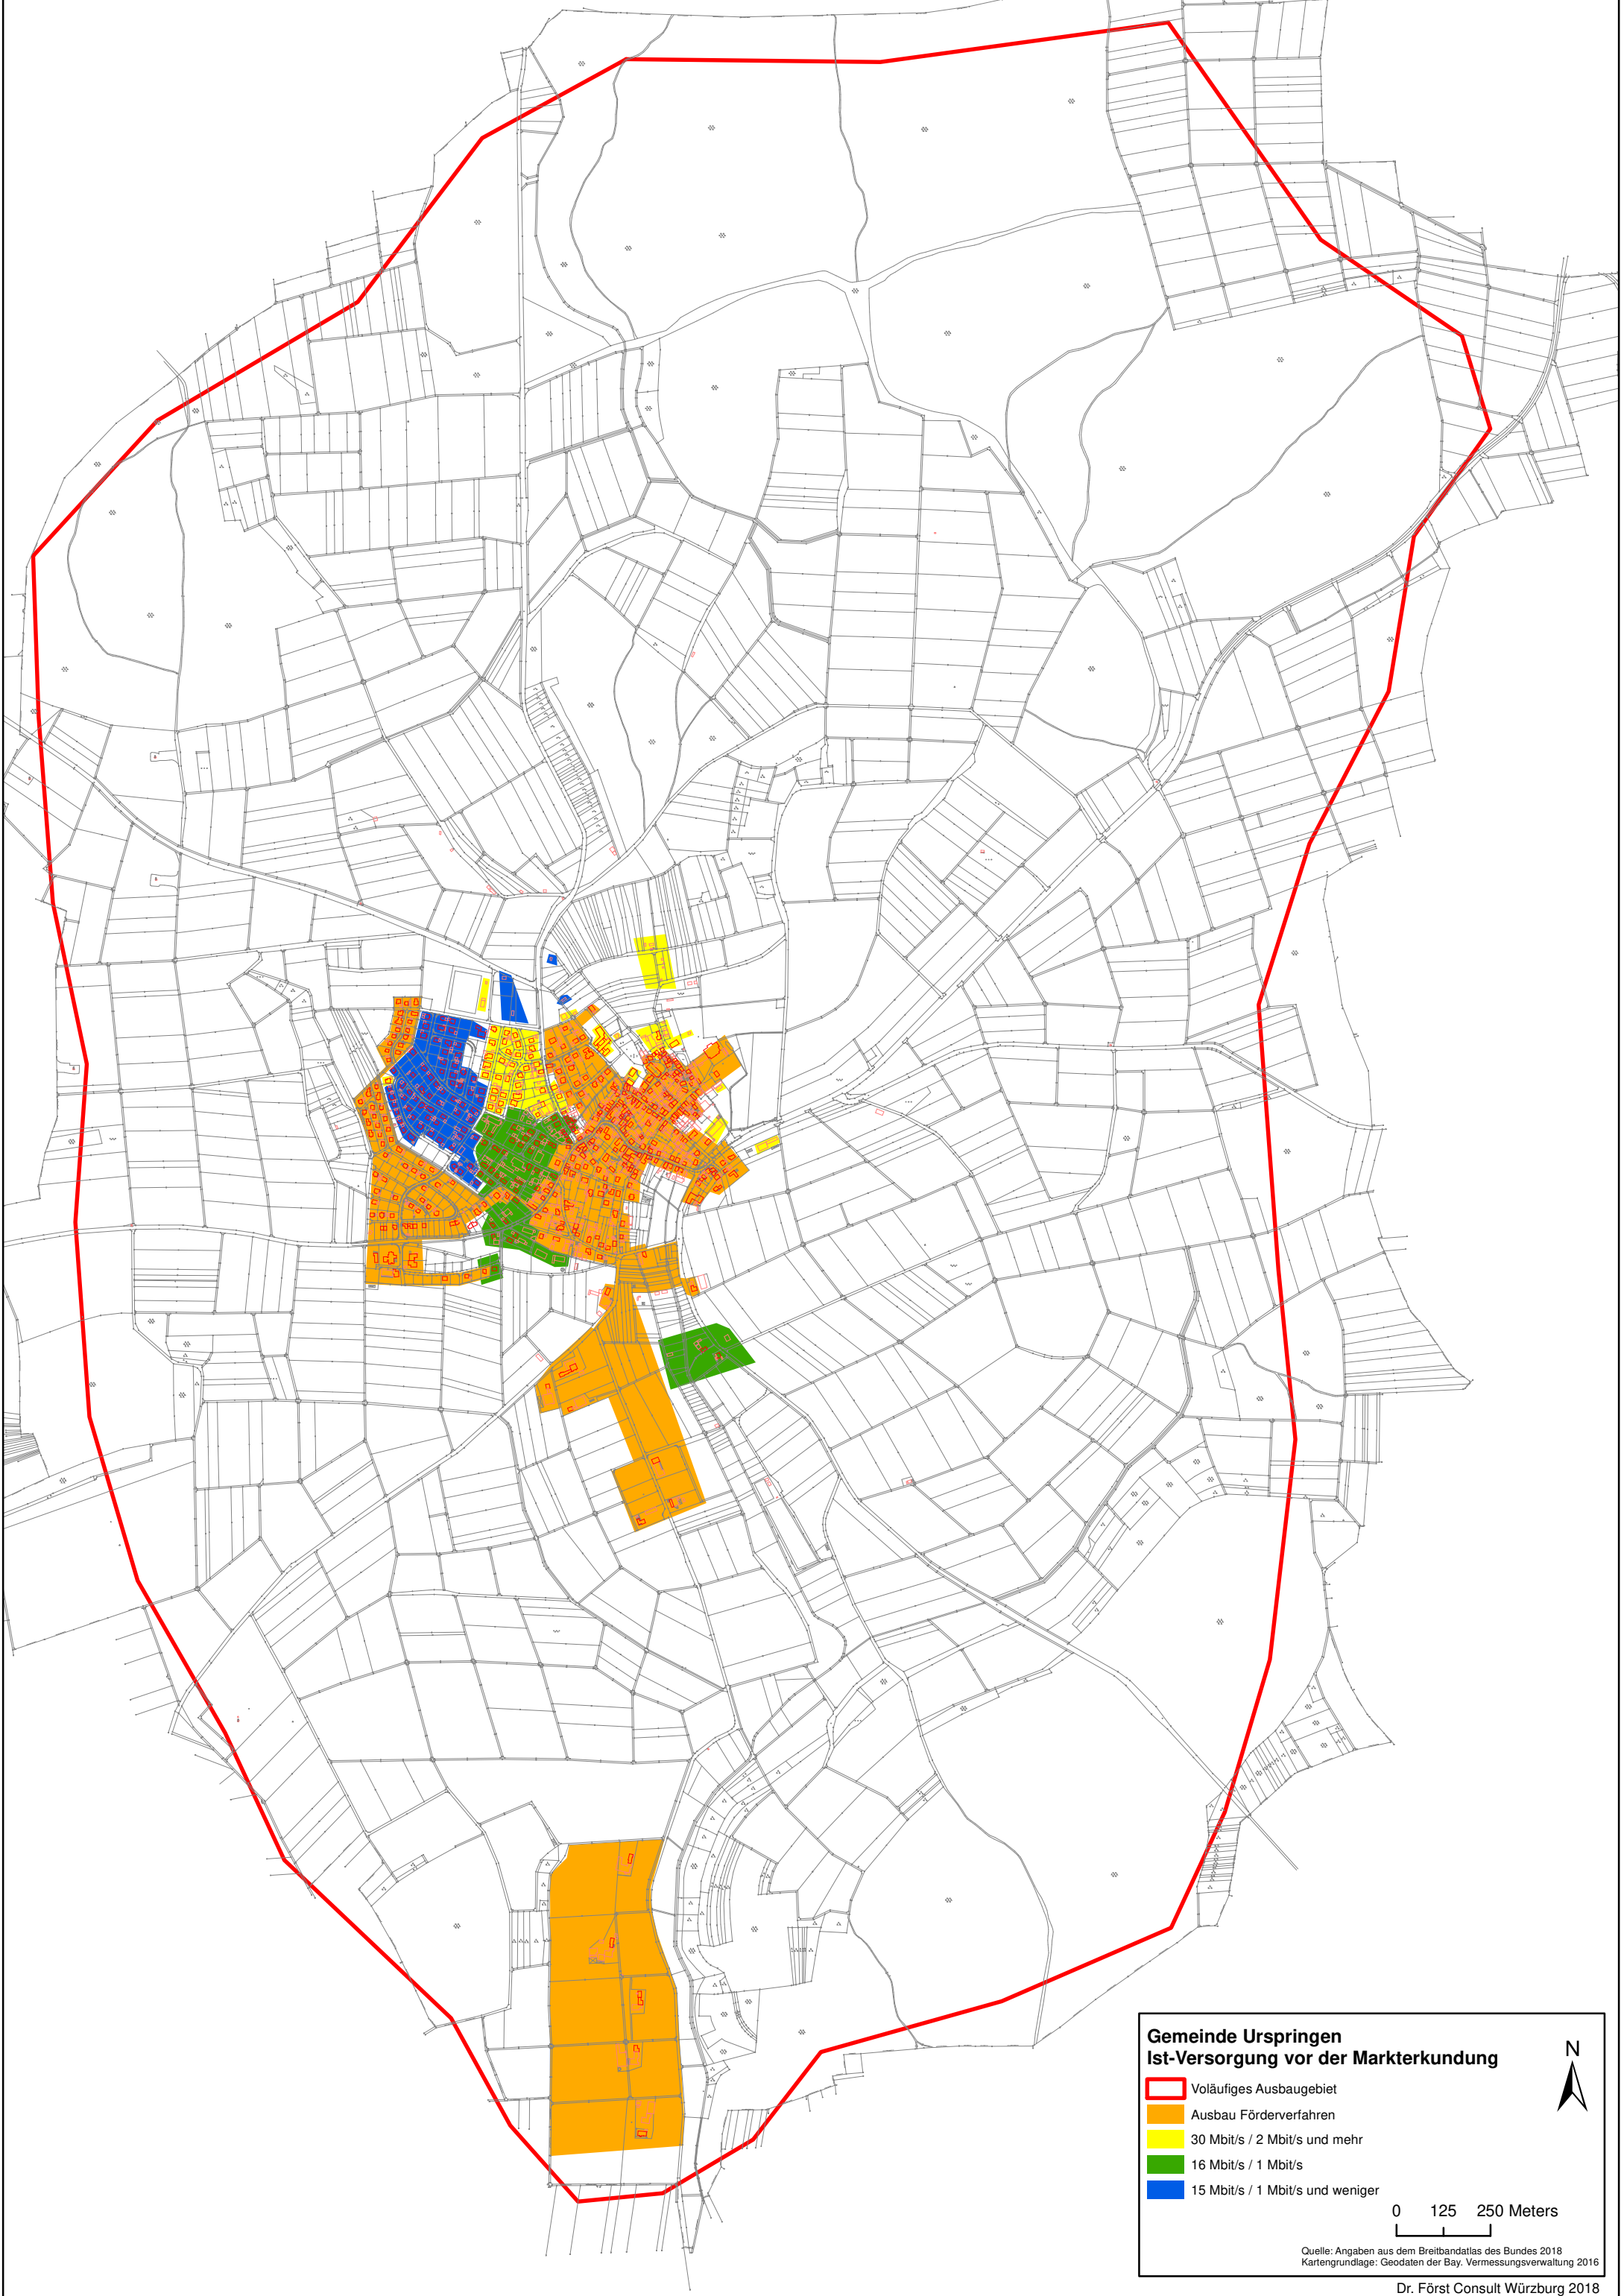 Gemeinde Urspringen
Ist-Versorgung vor der Markterkundung
N
Voläufiges Ausbaugebiet
Ausbau Förderverfahren
30 Mbit/s / 2 Mbit/s und mehr
16 Mbit/s / 1 Mbit/s
15 Mbit/s / 1 Mbit/s und weniger
0 125 250 Meters
Quelle: Angaben aus dem Breitbandatlas des Bundes 2018
Kartengrundlage: Geodaten der Bay. Vermessungsverwaltung 2016
Dr. Först Consult Würzburg 2018